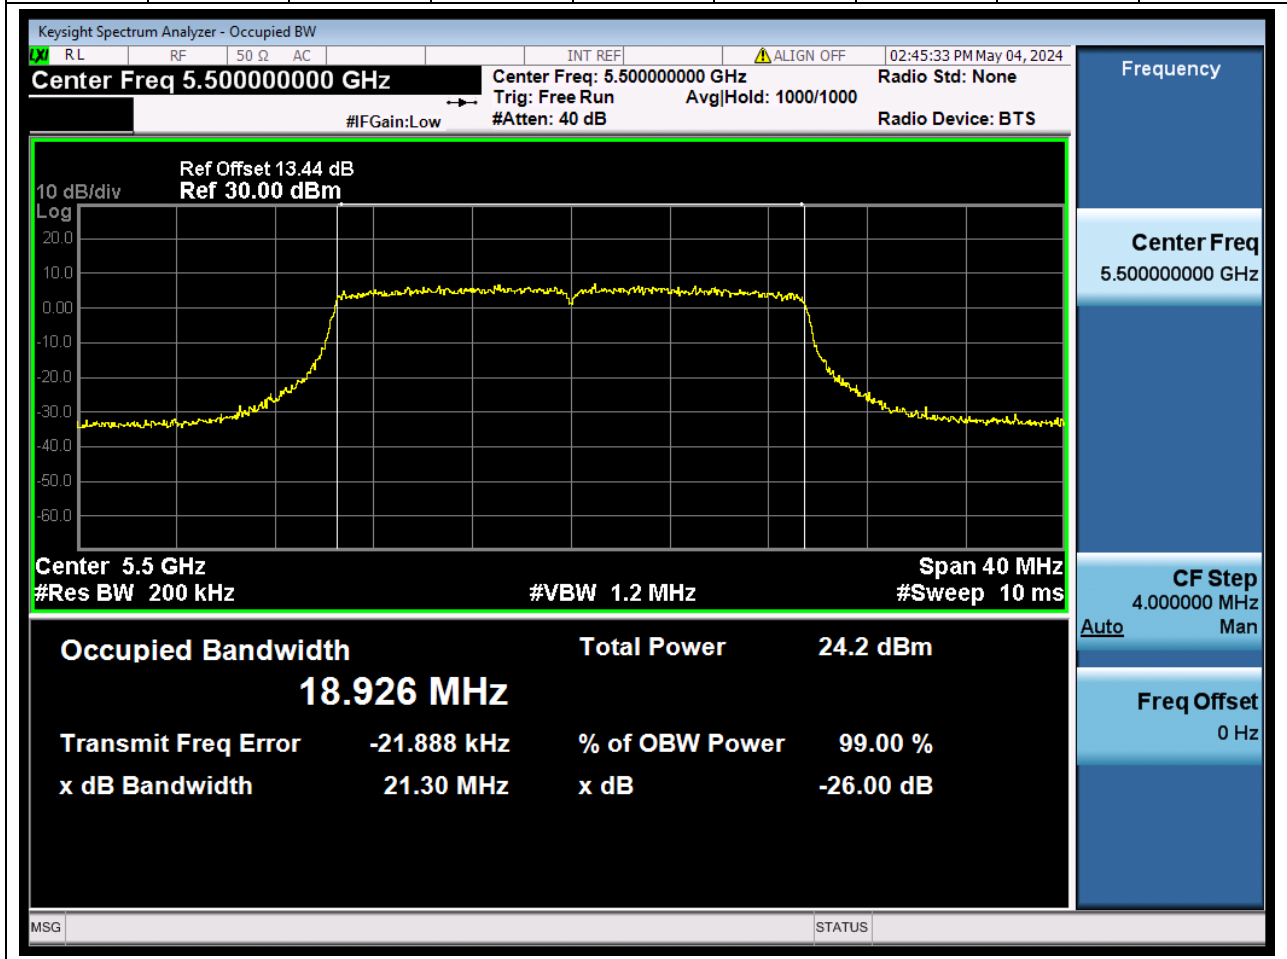 Keysight Spectrum Analyzer - Occupied BW
LXI RL RF 50 Ω AC INT REF ALIGN OFF 02:45:33 PM May 04, 2024
Center Freq 5.500000000 GHz
Center Freq: 5.500000000 GHz
Radio Std: None
Trig: Free Run Avg|Hold: 1000/1000
#IFGain:Low #Atten: 40 dB Radio Device: BTS
Frequency
Ref Offset 13.44 dB
10 dB/div Ref 30.00 dBm
Log
20.0
10.0
0.00
-10.0
-20.0
-30.0
-40.0
-50.0
-60.0
Center 5.5 GHz Span 40 MHz
#Res BW 200 kHz #VBW 1.2 MHz #Sweep 10 ms
Occupied Bandwidth Total Power 24.2 dBm
18.926 MHz
Transmit Freq Error -21.888 kHz % of OBW Power 99.00 %
x dB Bandwidth 21.30 MHz x dB -26.00 dB
Center Freq
5.500000000 GHz
CF Step
4.000000 MHz
Auto Man
Freq Offset
0 Hz
MSG STATUS